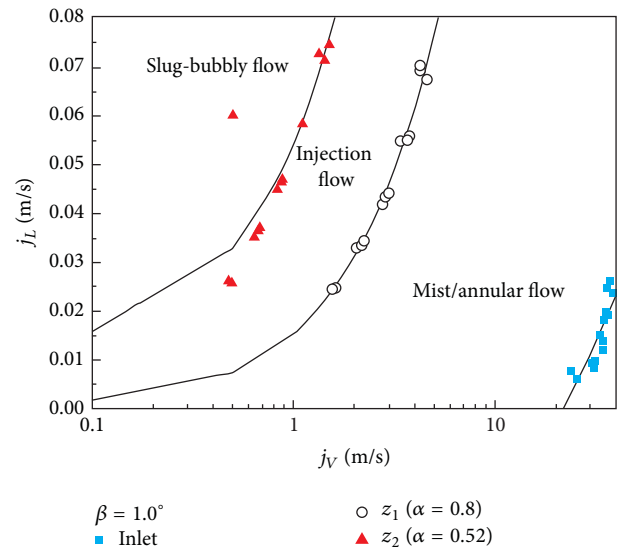 0.08
0.07
0.06
0.05
0.04
0.03
0.02
0.01
0.00
j_L (m/s)
Slug-bubbly flow
Injection
flow
Mist/annular flow
0.1
1
10
j_V (m/s)
β = 1.0°
Inlet
z_1 (α = 0.8)
z_2 (α = 0.52)